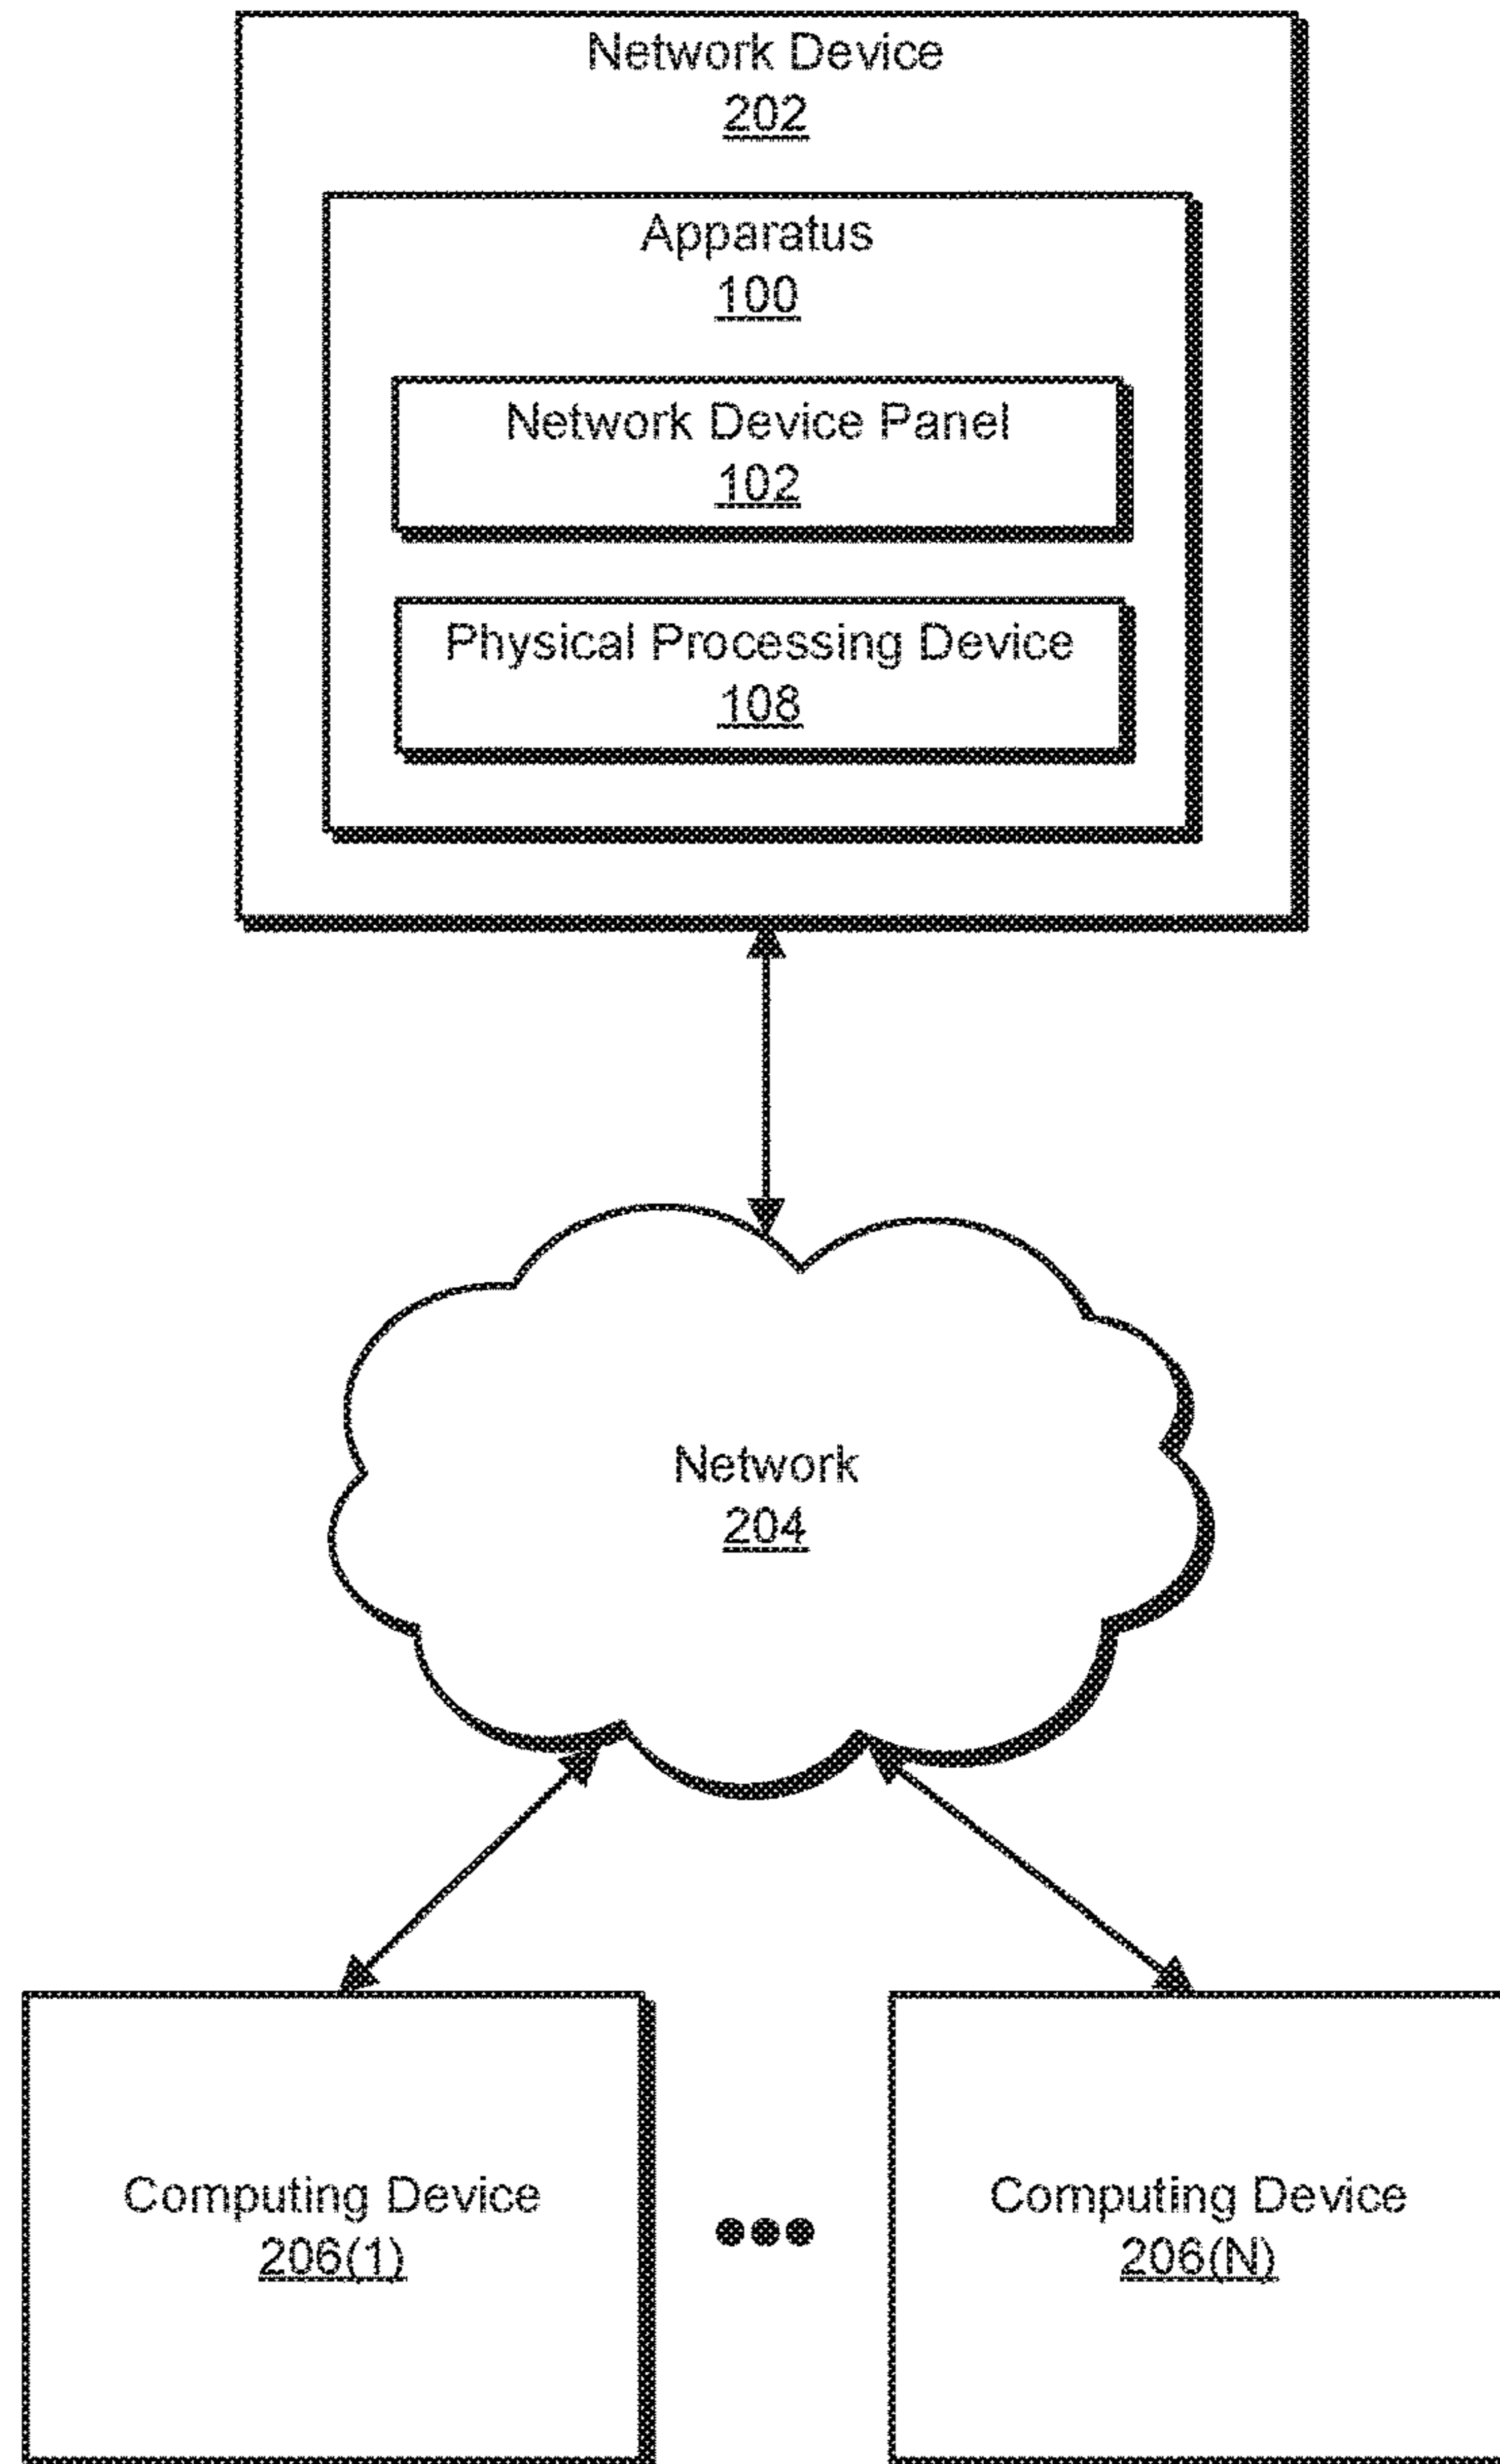 Network Device
202
Apparatus
100
Network Device Panel
102
Physical Processing Device
108
Network
204
Computing Device
206(1)
Computing Device
206(N)